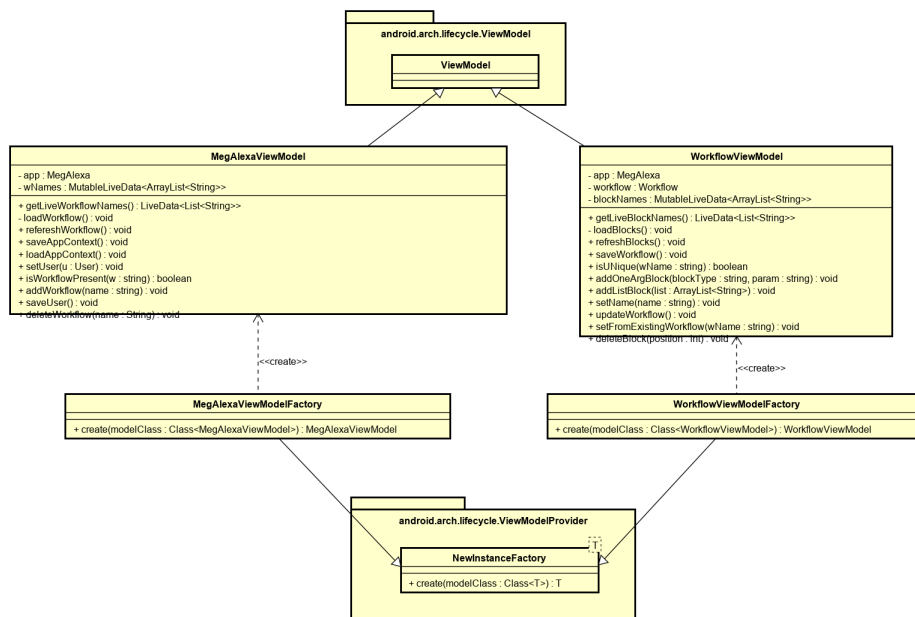 android.arch.lifecycle.ViewModel
ViewModel
MegAlexaViewModel
- app : MegAlexa
- wNames : MutableLiveData<ArrayList<String>>
+ getLiveWorkflowNames() : LiveData<List<String>>
- loadWorkflow() : void
+ refereshWorkflow() : void
+ saveAppContext() : void
+ loadAppContext() : void
+ setUser(u : User) : void
+ isWorkflowPresent(w : string) : boolean
+ addWorkflow(name : string) : void
+ saveUser() : void
+ deleteWorkflow(name : String) : void
WorkflowViewModel
- app : MegAlexa
- workflow : Workflow
- blockNames : MutableLiveData<ArrayList<String>>
+ getLiveBlockNames() : LiveData<List<String>>
- loadBlocks() : void
+ refreshBlocks() : void
+ saveWorkflow() : void
+ isUNique(wName : string) : boolean
+ addOneArgBlock(blockType : string, param : string) : void
+ addListBlock(list : ArrayList<String>) : void
+ setName(name : string) : void
+ updateWorkflow() : void
+ setFromExistingWorkflow(wName : string) : void
+ deleteBlock(position : Int) : void
<<create>>
<<create>>
MegAlexaViewModelFactory
+ create(modelClass : Class<MegAlexaViewModel>) : MegAlexaViewModel
WorkflowViewModelFactory
+ create(modelClass : Class<WorkflowViewModel>) : WorkflowViewModel
android.arch.lifecycle.ViewModelProvider
T
NewInstanceFactory
+ create(modelClass : Class<T>) : T